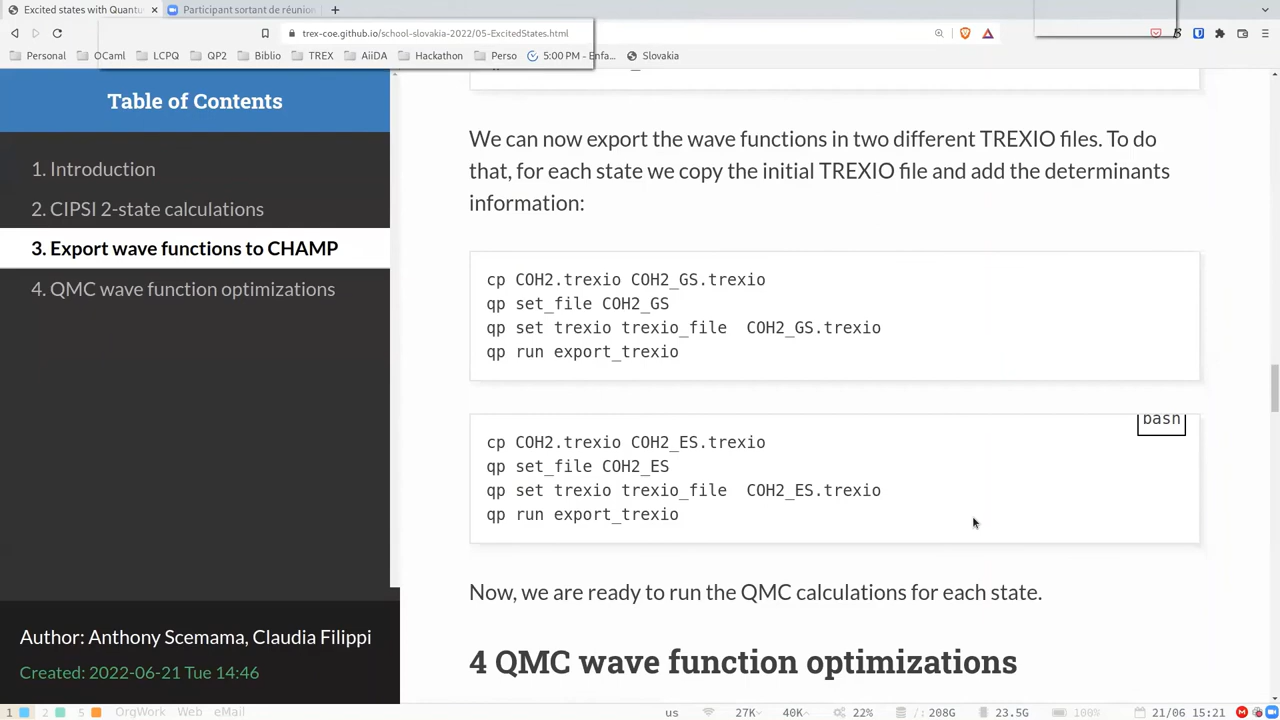 Excited states with Quantu
Participant sortant de réunion
trex-coe.github.io/school-slovakia-2022/05-ExcitedStates.html
Personal OCaml LCPQ QP2 Biblio TREX AiiDA Hackathon Perso 5:00 PM - Enfa... Slovakia
Table of Contents
1. Introduction
2. CIPSI 2-state calculations
3. Export wave functions to CHAMP
4. QMC wave function optimizations
Author: Anthony Scemama, Claudia Filippi
Created: 2022-06-21 Tue 14:46
We can now export the wave functions in two different TREXIO files. To do
that, for each state we copy the initial TREXIO file and add the determinants
information:
cp COH2.trexio COH2_GS.trexio
qp set_file COH2_GS
qp set trexio trexio_file  COH2_GS.trexio
qp run export_trexio
bash
cp COH2.trexio COH2_ES.trexio
qp set_file COH2_ES
qp set trexio trexio_file  COH2_ES.trexio
qp run export_trexio
Now, we are ready to run the QMC calculations for each state.
4 QMC wave function optimizations
1 2 5 OrgWork Web eMail us 27K 40K 22% /: 208G 23.5G 100% 21/06 15:21